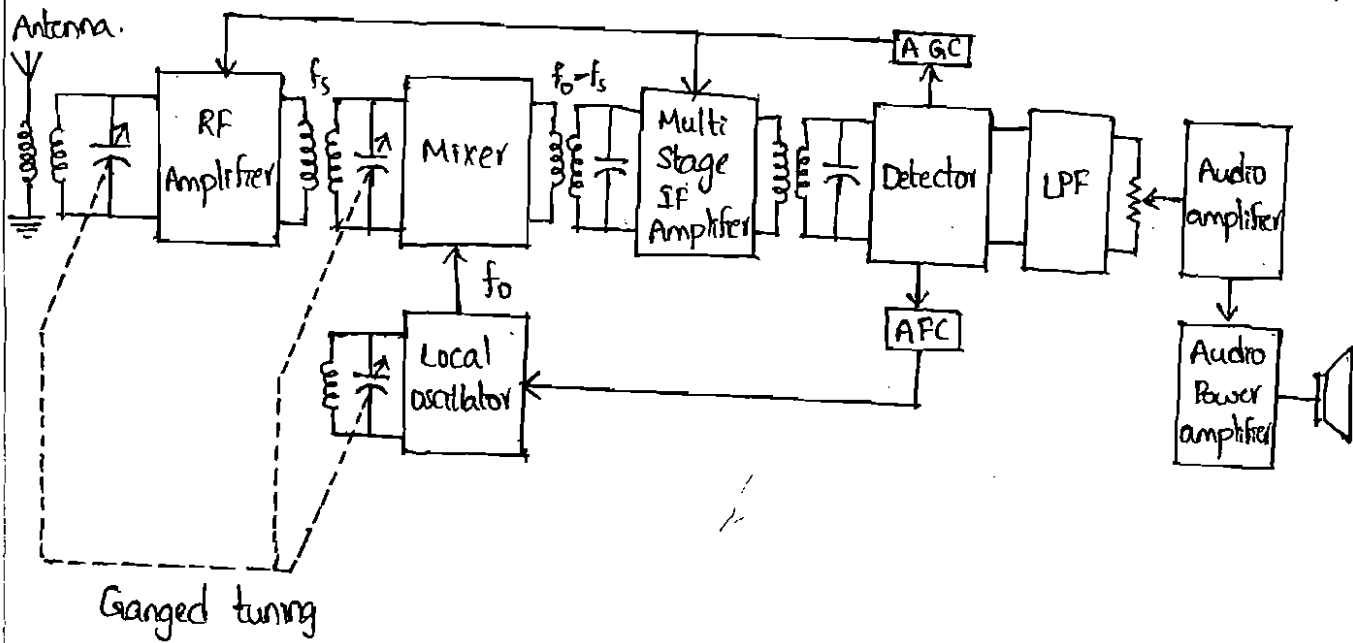 Antenna.
RF
Amplifier
fs
Mixer
fo-fs
Multi
Stage
IF
Amplifier
AGC
Detector
LPF
Audio
amplifier
fo
Local
oscillator
AFC
Audio
Power
amplifier
Ganged tuning